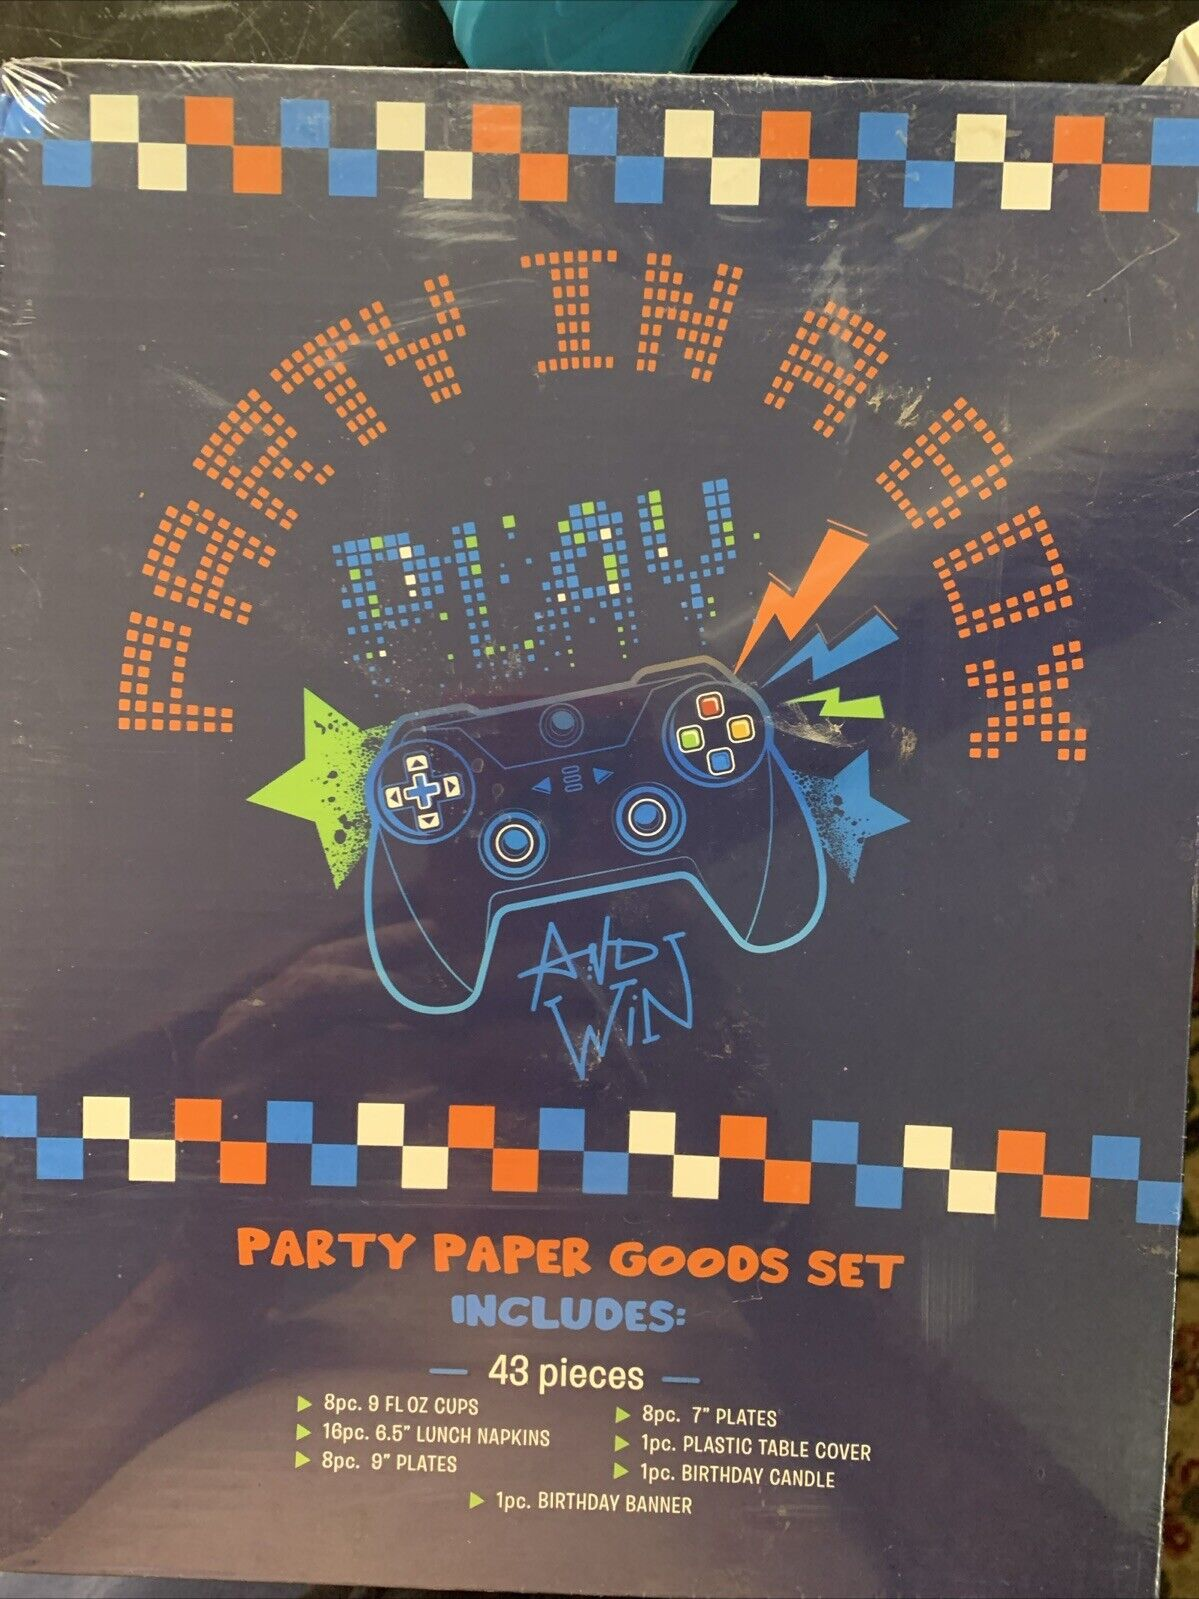 PARTY IN A BOX
PLAY
AND
WiN
PARTY PAPER GOODS SET
INCLUDES:
43 pieces
8pc. 9 FL OZ CUPS
16pc. 6.5" LUNCH NAPKINS
8pc. 9" PLATES
8pc. 7" PLATES
1pc. PLASTIC TABLE COVER
1pc. BIRTHDAY CANDLE
1pc. BIRTHDAY BANNER